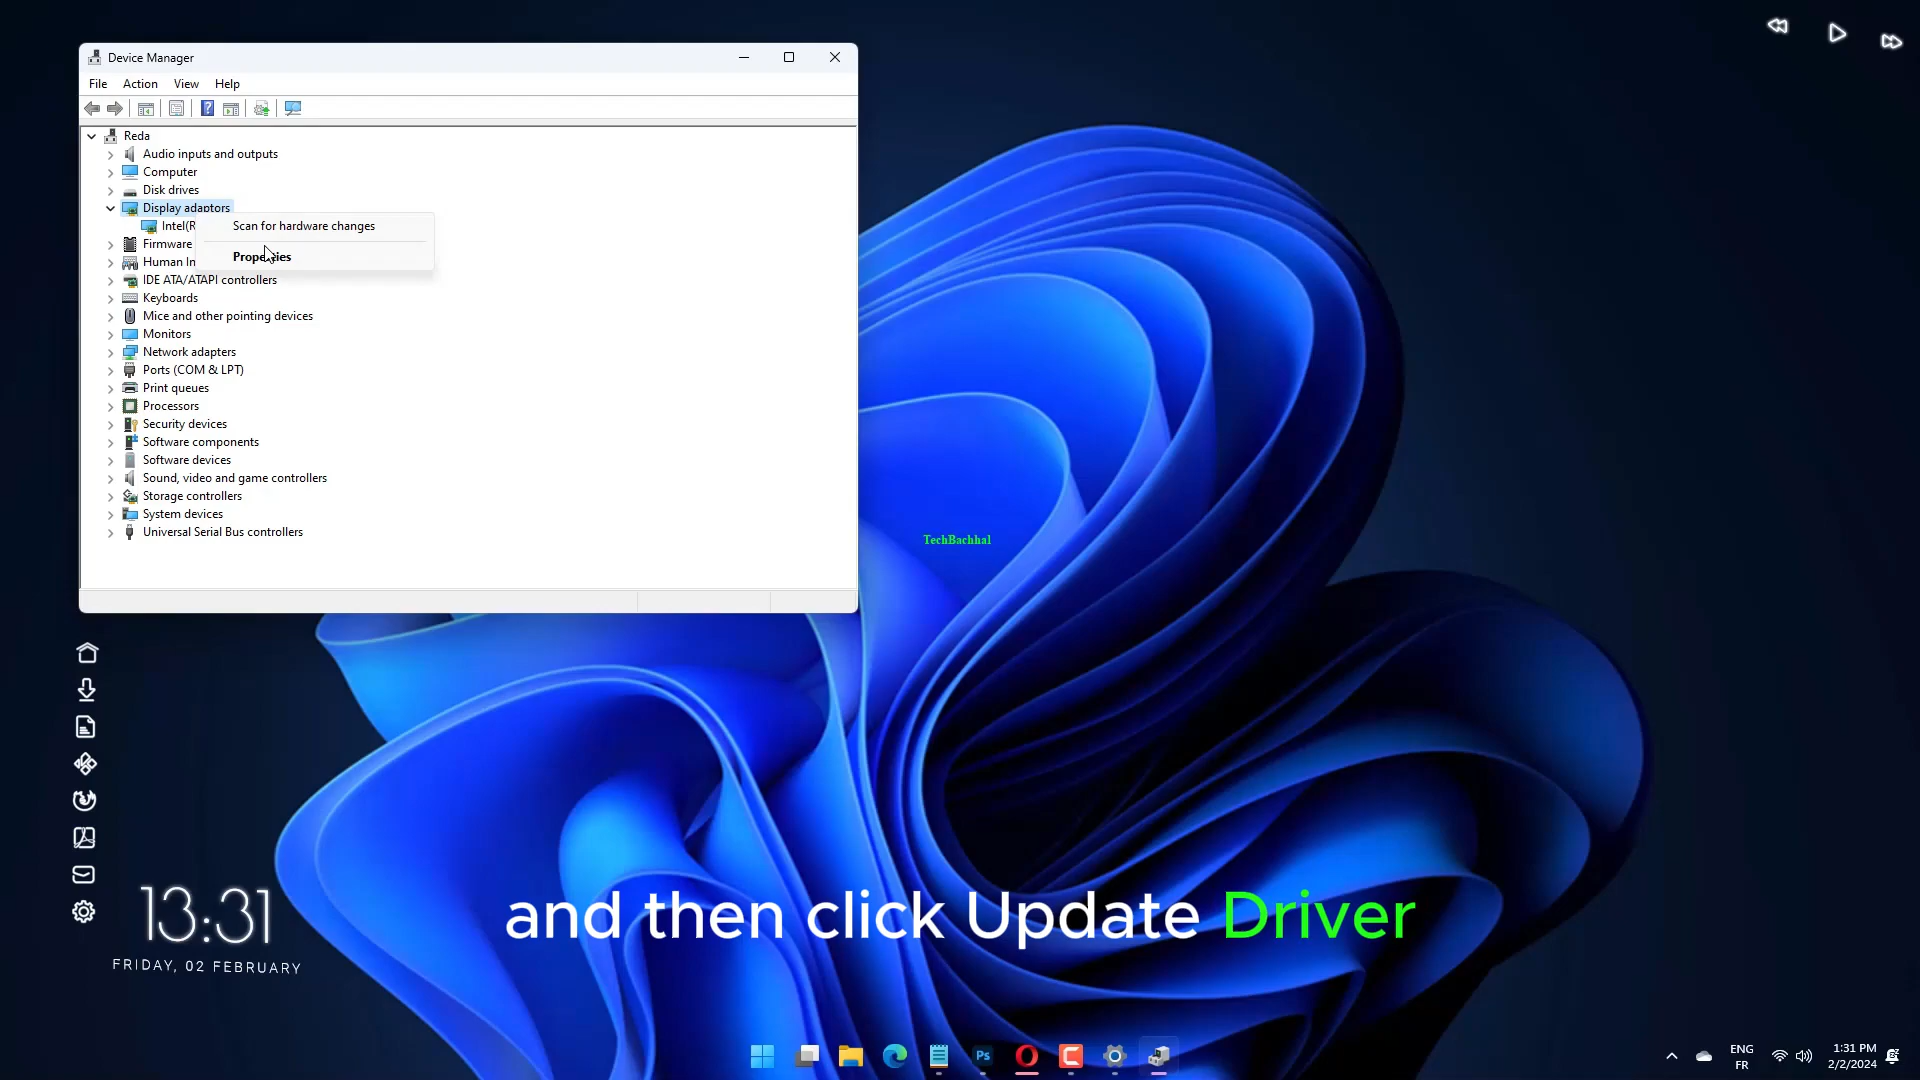 Device Manager
File Action View Help
Reda
Audio inputs and outputs
Computer
Disk drives
Display adaptors
Scan for hardware changes
Intel(R
Firmware
Properties
Human In
IDE ATA/ATAPI controllers
Keyboards
Mice and other pointing devices
Monitors
Network adapters
Ports (COM & LPT)
Print queues
Processors
Security devices
Software components
Software devices
Sound, video and game controllers
Storage controllers
System devices
Universal Serial Bus controllers
TechBachhal
13:31
FRIDAY, 02 FEBRUARY
and then click Update Driver
Ps
ENG
FR
1:31 PM
2/2/2024